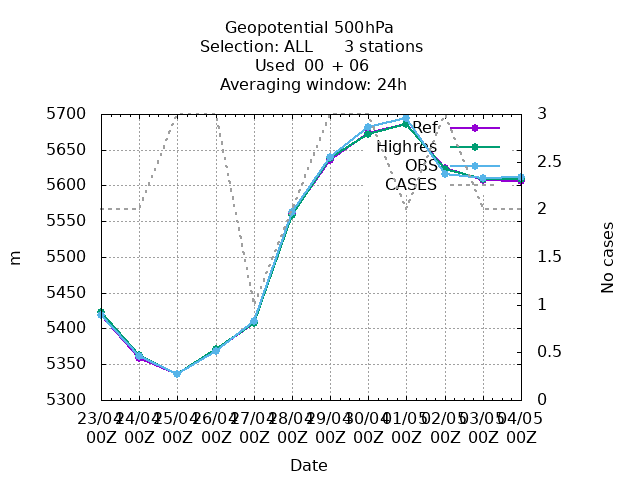 Geopotential 500hPa
Selection: ALL 3 stations
Used 00 + 06
Averaging window: 24h
5700 3
Ref
5650 Highres 2.5
OBS
5600 CASES
5550 2
5500 1.5
m
No cases
5450 1
5400
5350 0.5
5300 0
23/04 24/04 25/04 26/04 27/04 28/04 29/04 30/04 01/05 02/05 03/05 04/05
00Z 00Z 00Z 00Z 00Z 00Z 00Z 00Z 00Z 00Z 00Z 00Z
Date